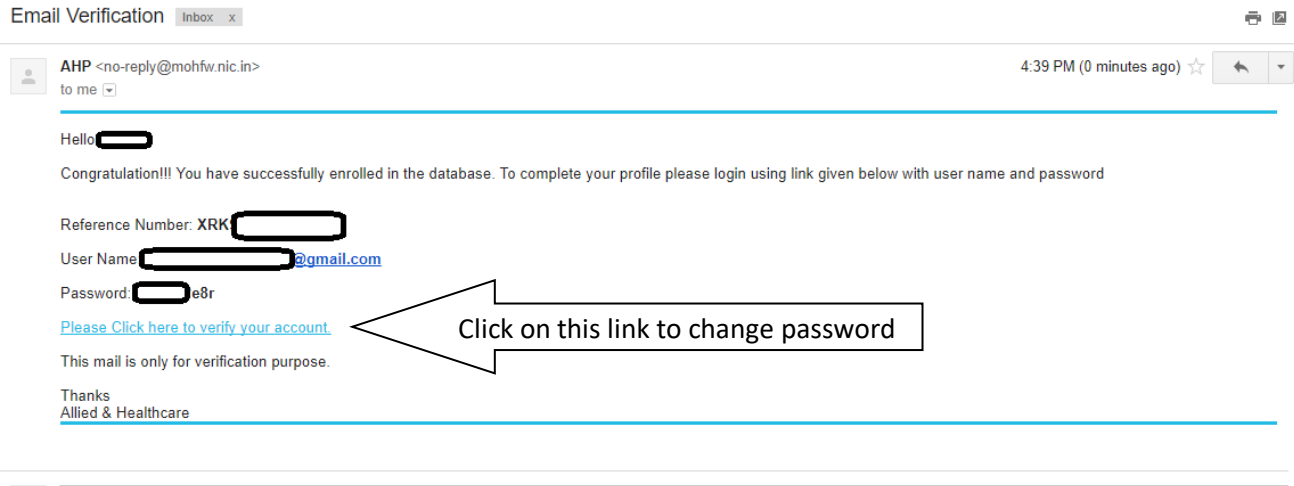 Email Verification Inbox x
AHP <no-reply@mohfw.nic.in> 4:39 PM (0 minutes ago)
to me
Hello
Congratulation!!! You have successfully enrolled in the database. To complete your profile please login using link given below with user name and password
Reference Number: XRK
User Name @gmail.com
Password: e8r
Please Click here to verify your account.
Click on this link to change password
This mail is only for verification purpose.
Thanks
Allied & Healthcare